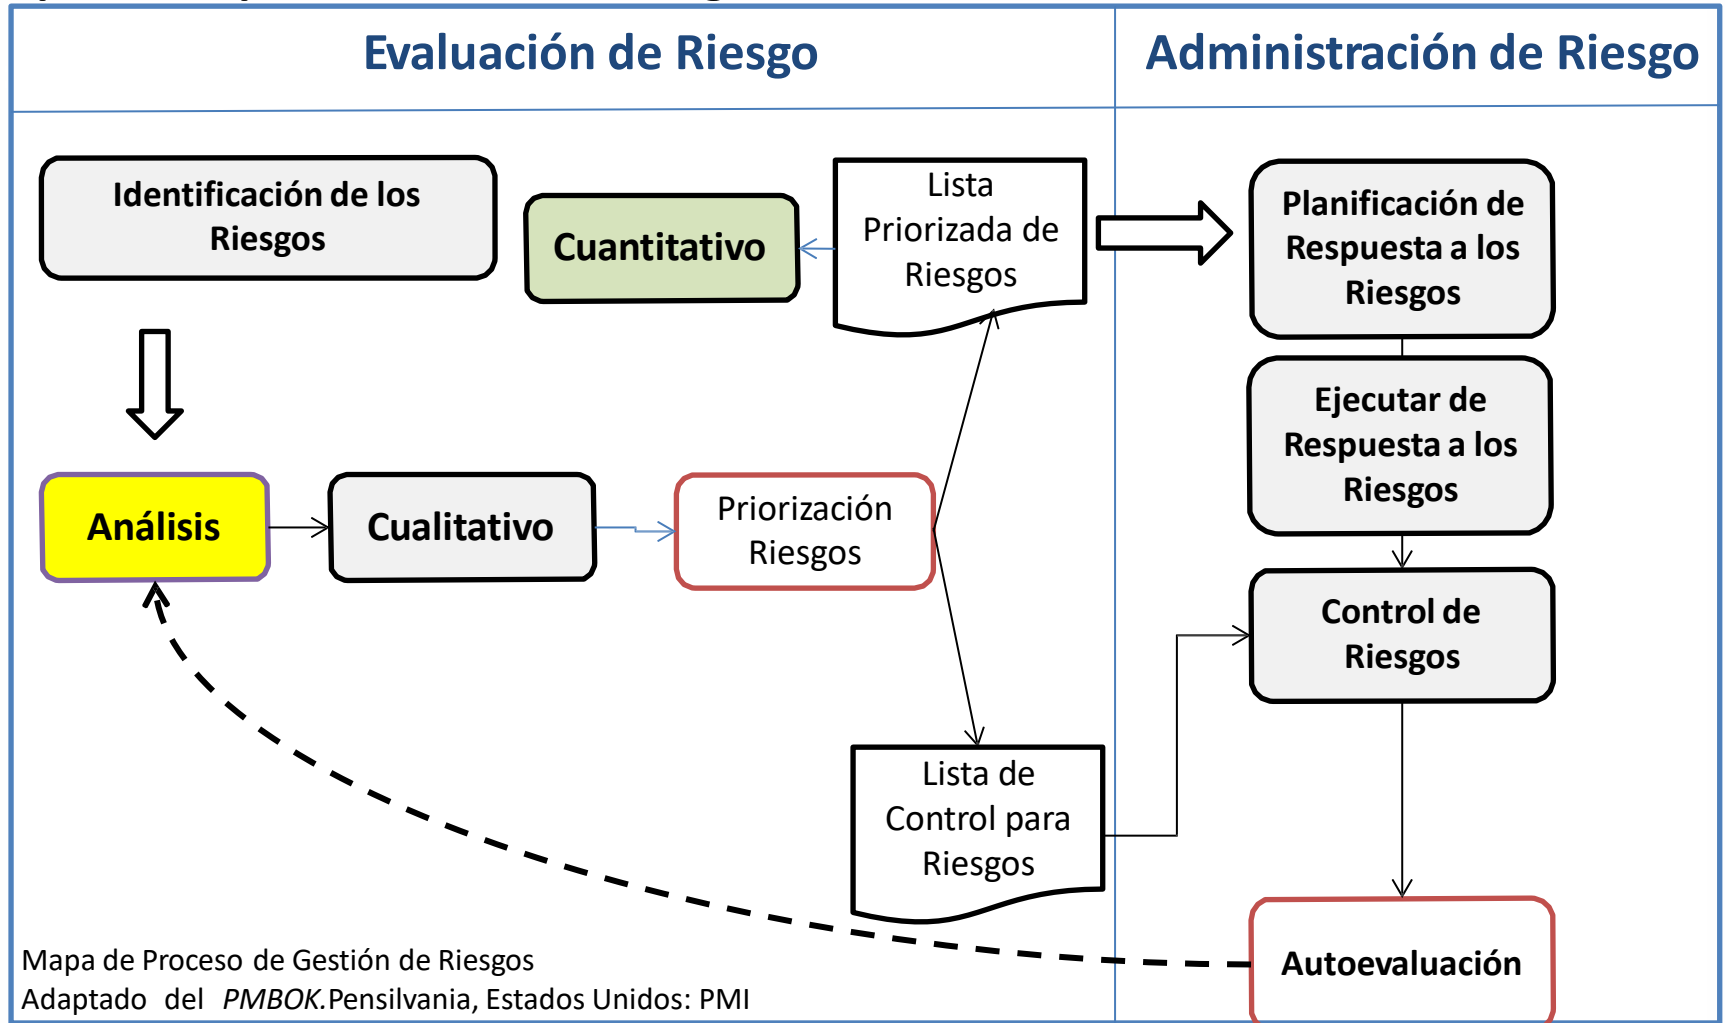 Evaluación de Riesgo
Administración de Riesgo
Identificación de los
Riesgos
Cuantitativo
Lista
Priorizada de
Riesgos
Planificación de
Respuesta a los
Riesgos
Ejecutar de
Respuesta a los
Riesgos
Análisis
Cualitativo
Priorización
Riesgos
Control de
Riesgos
Lista de
Control para
Riesgos
Autoevaluación
Mapa de Proceso de Gestión de Riesgos
Adaptado del PMBOK.Pensilvania, Estados Unidos: PMI